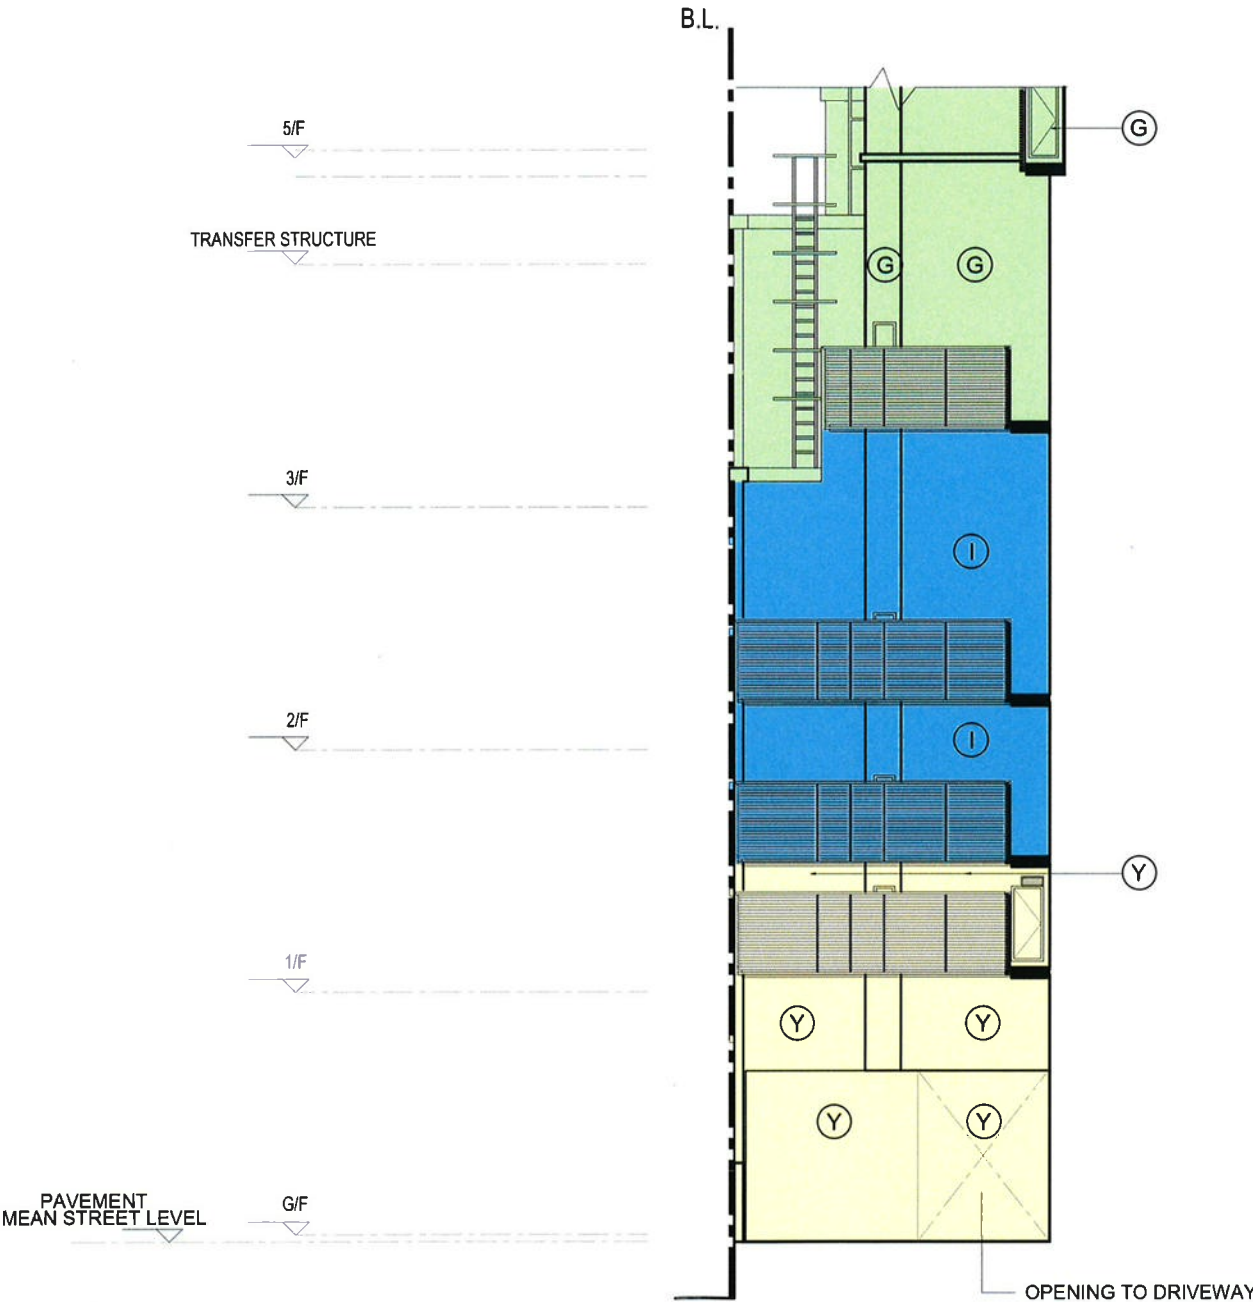 B.L.
5/F
G
TRANSFER STRUCTURE
G
G
3/F
I
2/F
I
Y
1/F
Y
Y
Y
Y
PAVEMENT
MEAN STREET LEVEL
G/F
OPENING TO DRIVEWAY